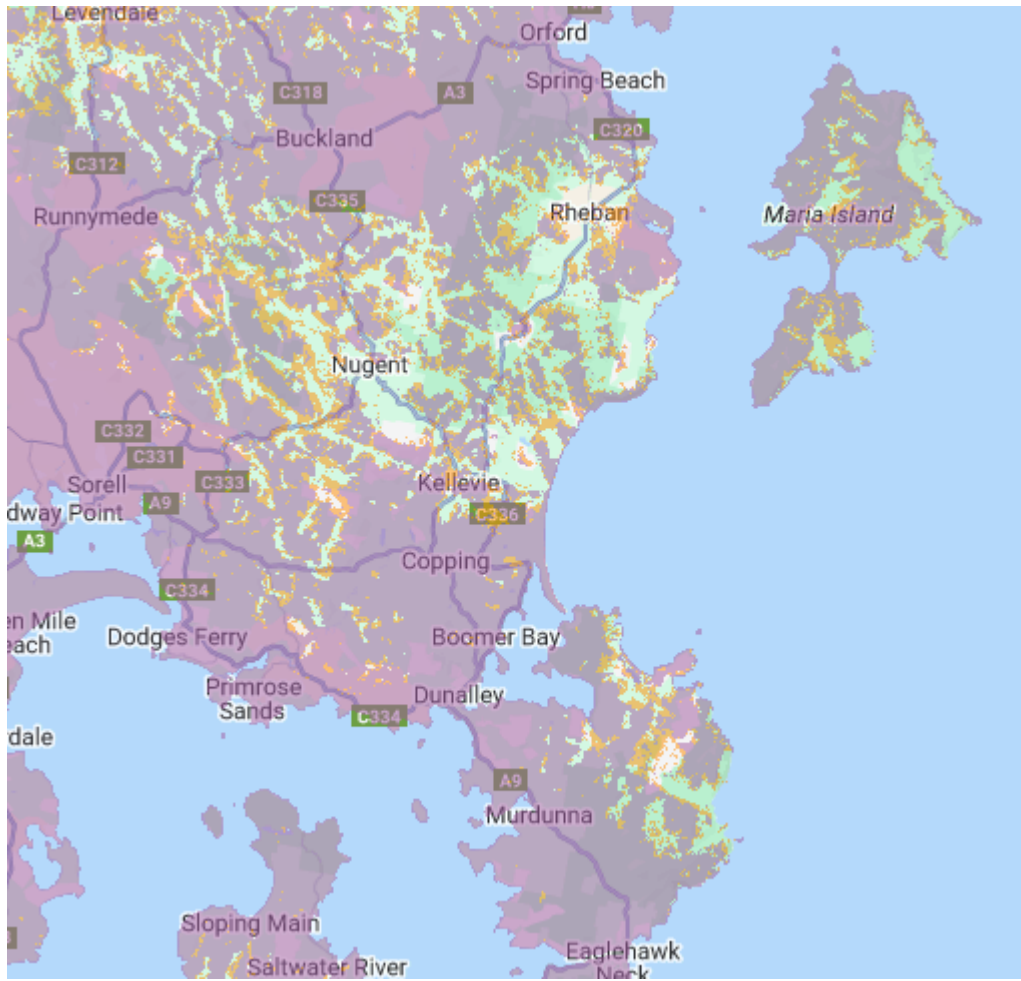 Levendale
Orford
Spring Beach
C318
A3
C320
Buckland
C312
C335
Runnymede
Rheban
Maria Island
Nugent
C332
C331
Sorell
C333
Kellevie
A9
dway Point
C336
A3
Copping
C334
en Mile
each
Dodges Ferry
Boomer Bay
Primrose
Sands
Dunalley
C334
rdale
A9
Murdunna
Sloping Main
Eaglehawk
Neck
Saltwater River